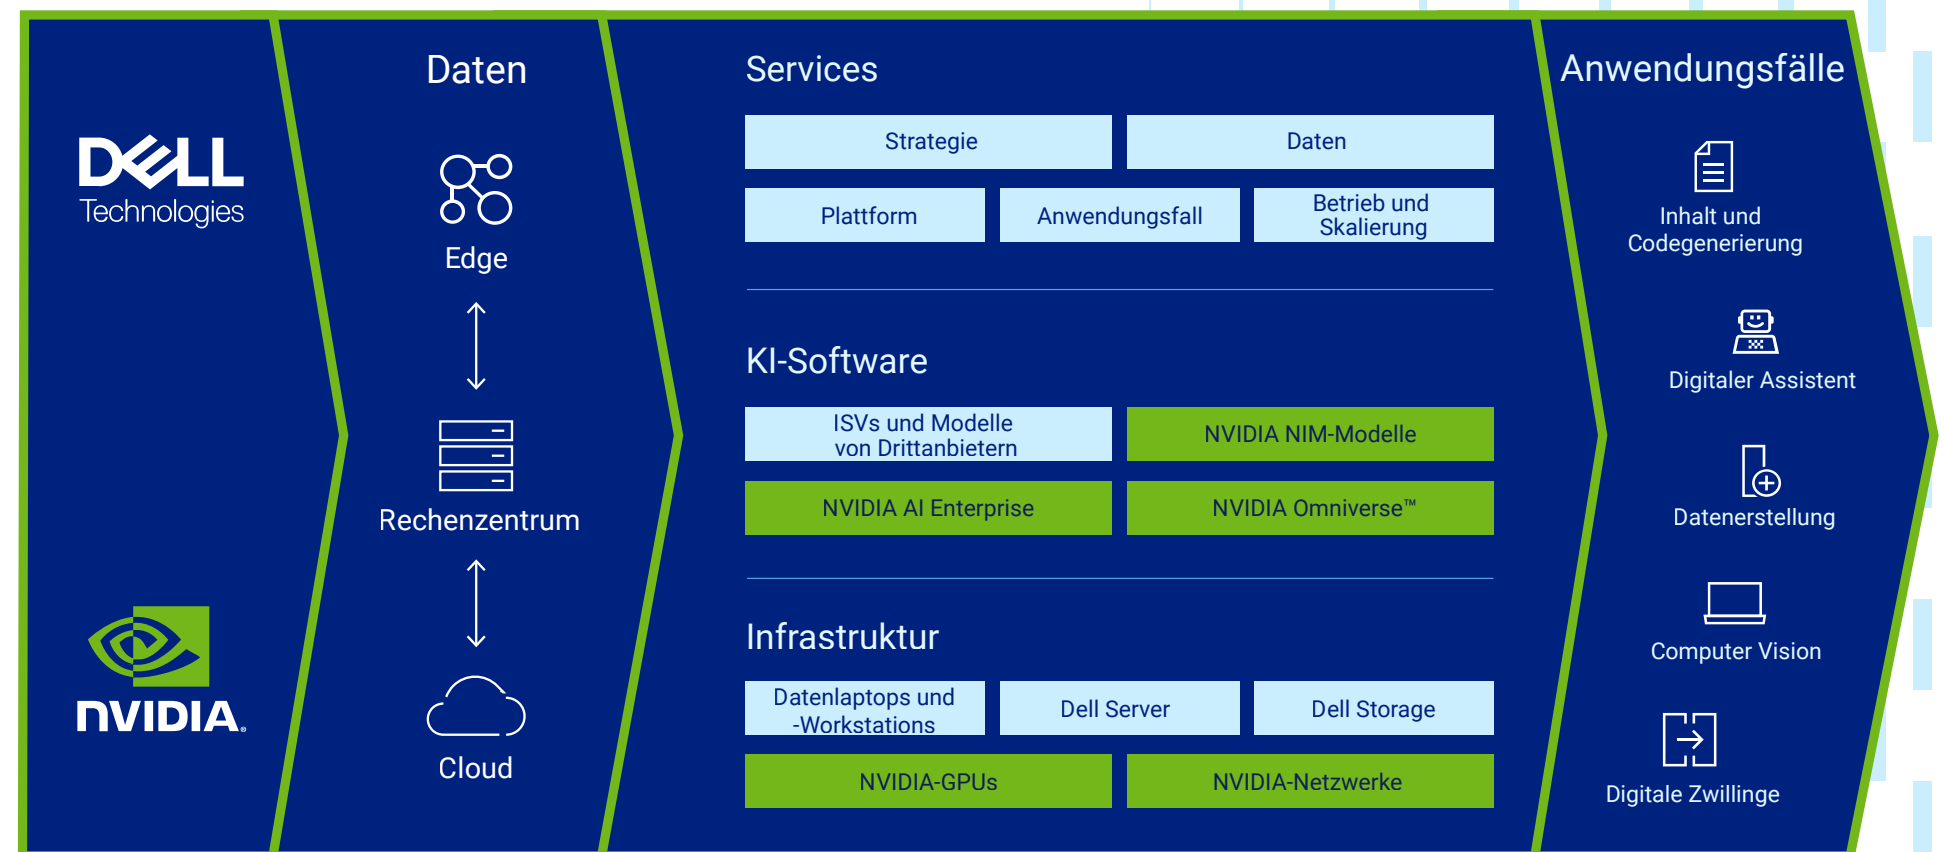 DELL
Technologies
NVIDIA®
Daten
Edge
Rechenzentrum
Cloud
Services
Strategie
Daten
Plattform
Anwendungsfall
Betrieb und
Skalierung
KI-Software
ISVs und Modelle
von Drittanbietern
NVIDIA NIM-Modelle
NVIDIA AI Enterprise
NVIDIA Omniverse™
Infrastruktur
Datenlaptops und
-Workstations
Dell Server
Dell Storage
NVIDIA-GPUs
NVIDIA-Netzwerke
Anwendungsfälle
Inhalt und
Codegenerierung
Digitaler Assistent
Datenerstellung
Computer Vision
Digitale Zwillinge